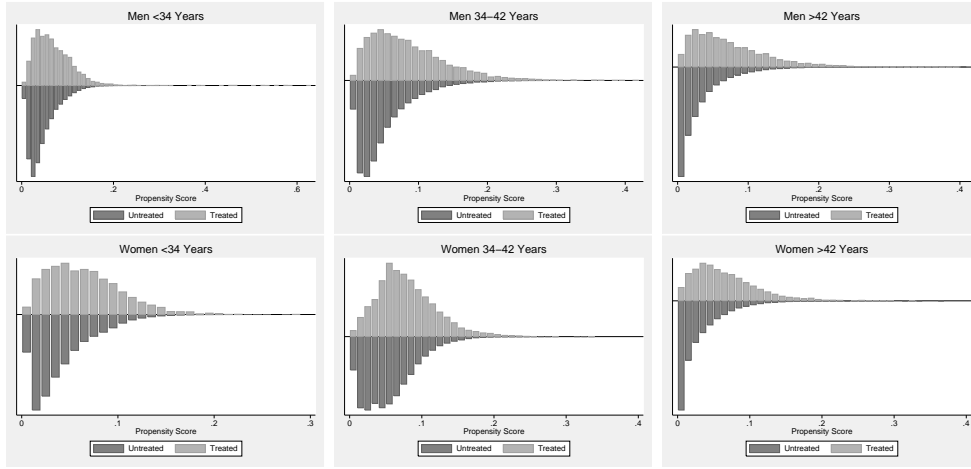 Men <34 Years
0 .2 .4 .6
Propensity Score
Untreated Treated
Men 34–42 Years
0 .1 .2 .3 .4
Propensity Score
Untreated Treated
Men >42 Years
0 .1 .2 .3 .4
Propensity Score
Untreated Treated
Women <34 Years
0 .1 .2 .3
Propensity Score
Untreated Treated
Women 34–42 Years
0 .1 .2 .3 .4
Propensity Score
Untreated Treated
Women >42 Years
0 .1 .2 .3 .4
Propensity Score
Untreated Treated